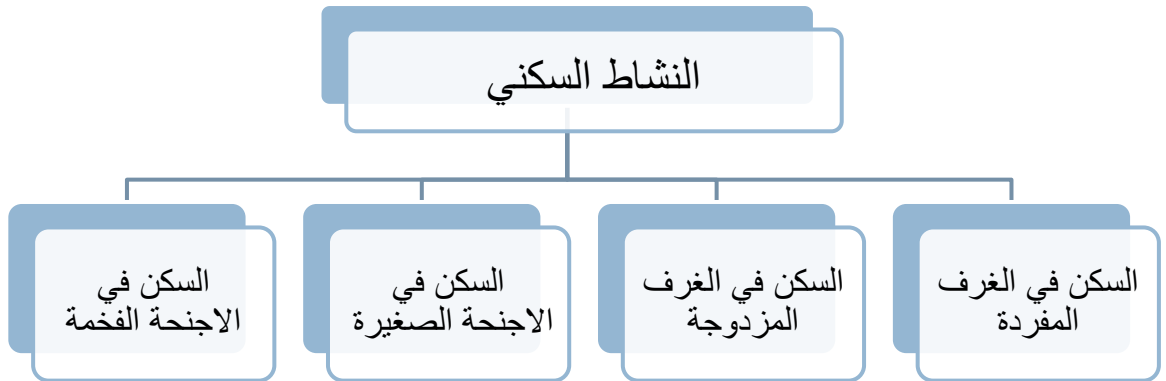 النشاط السكني
السكن في الغرف
المفردة
السكن في الغرف
المزدوجة
السكن في
الاجنحة الصغيرة
السكن في
الاجنحة الفخمة